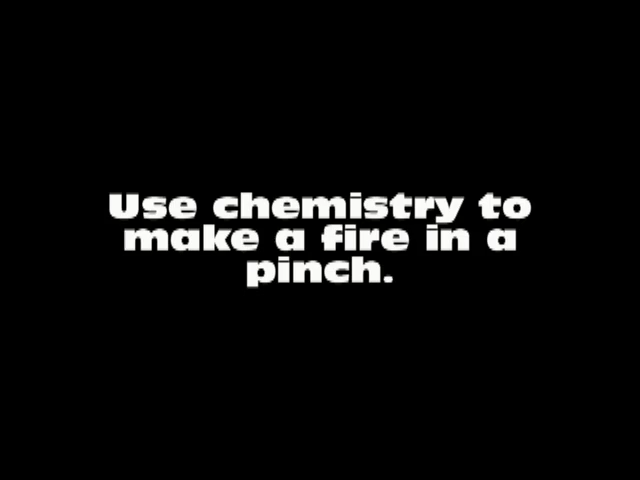 Use chemistry to
make a fire in a
pinch.